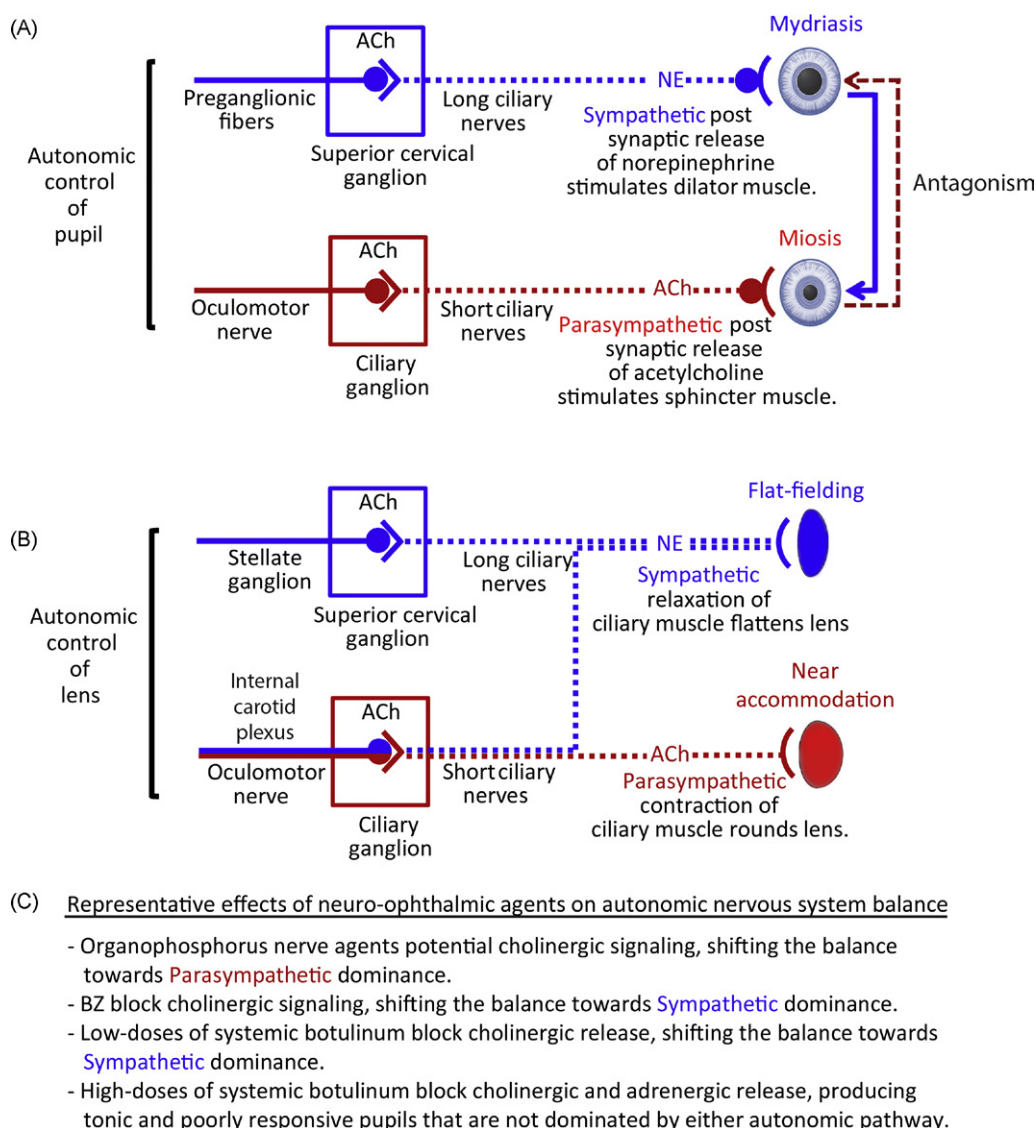 (A)
Autonomic
control
of
pupil
ACh
Preganglionic
fibers
Superior cervical
ganglion
Long ciliary
nerves
NE
Sympathetic post
synaptic release
of norepinephrine
stimulates dilator muscle.
Mydriasis
Antagonism
ACh
Oculomotor
nerve
Ciliary
ganglion
Short ciliary
nerves
ACh
Parasympathetic post
synaptic release
of acetylcholine
stimulates sphincter muscle.
Miosis
(B)
Autonomic
control
of
lens
ACh
Stellate
ganglion
Superior cervical
ganglion
Long ciliary
nerves
NE
Sympathetic
relaxation of
ciliary muscle flattens lens
Flat-fielding
Internal
carotid
plexus
ACh
Oculomotor
nerve
Ciliary
ganglion
Short ciliary
nerves
ACh
Parasympathetic
contraction of
ciliary muscle rounds lens.
Near
accommodation
(C) Representative effects of neuro-ophthalmic agents on autonomic nervous system balance
- Organophosphorus nerve agents potential cholinergic signaling, shifting the balance
towards Parasympathetic dominance.
- BZ block cholinergic signaling, shifting the balance towards Sympathetic dominance.
- Low-doses of systemic botulinum block cholinergic release, shifting the balance towards
Sympathetic dominance.
- High-doses of systemic botulinum block cholinergic and adrenergic release, producing
tonic and poorly responsive pupils that are not dominated by either autonomic pathway.